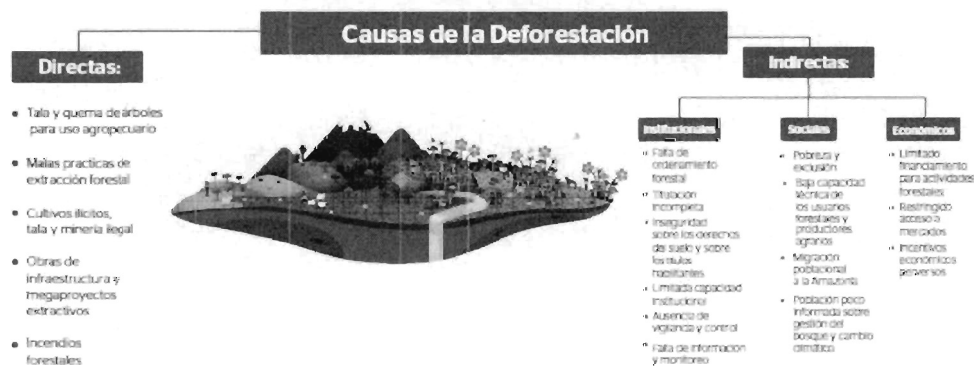 Causas de la Deforestación
Directas:
• Tala y quema de árboles
para uso agropecuario
• Malas practicas de
extracción forestal
• Cultivos ilícitos,
tala y minería ilegal
• Obras de
infraestructura y
megaproyectos
extractivos
• Incendios
forestales
Indirectas:
Institucionales
• Falta de
ordenamiento
forestal
• Titulación
incompleta
• Inseguridad
sobre los derechos
del suelo y sobre
los títulos
habilitantes
• Limitada capacidad
institucional
• Ausencia de
vigilancia y control
• Falta de información
y monitoreo
Sociales
• Pobreza y
exclusión
• Baja capacidad
técnica de
los usuarios
forestales y
productores
agrarios
• Migración
poblacional
a la Amazonía
• Población poco
informada sobre
gestión del
bosque y cambio
climático
Económicos
• Limitado
financiamiento
para actividades
forestales
• Restringido
acceso a
mercados
• Incentivos
económicos
perversos